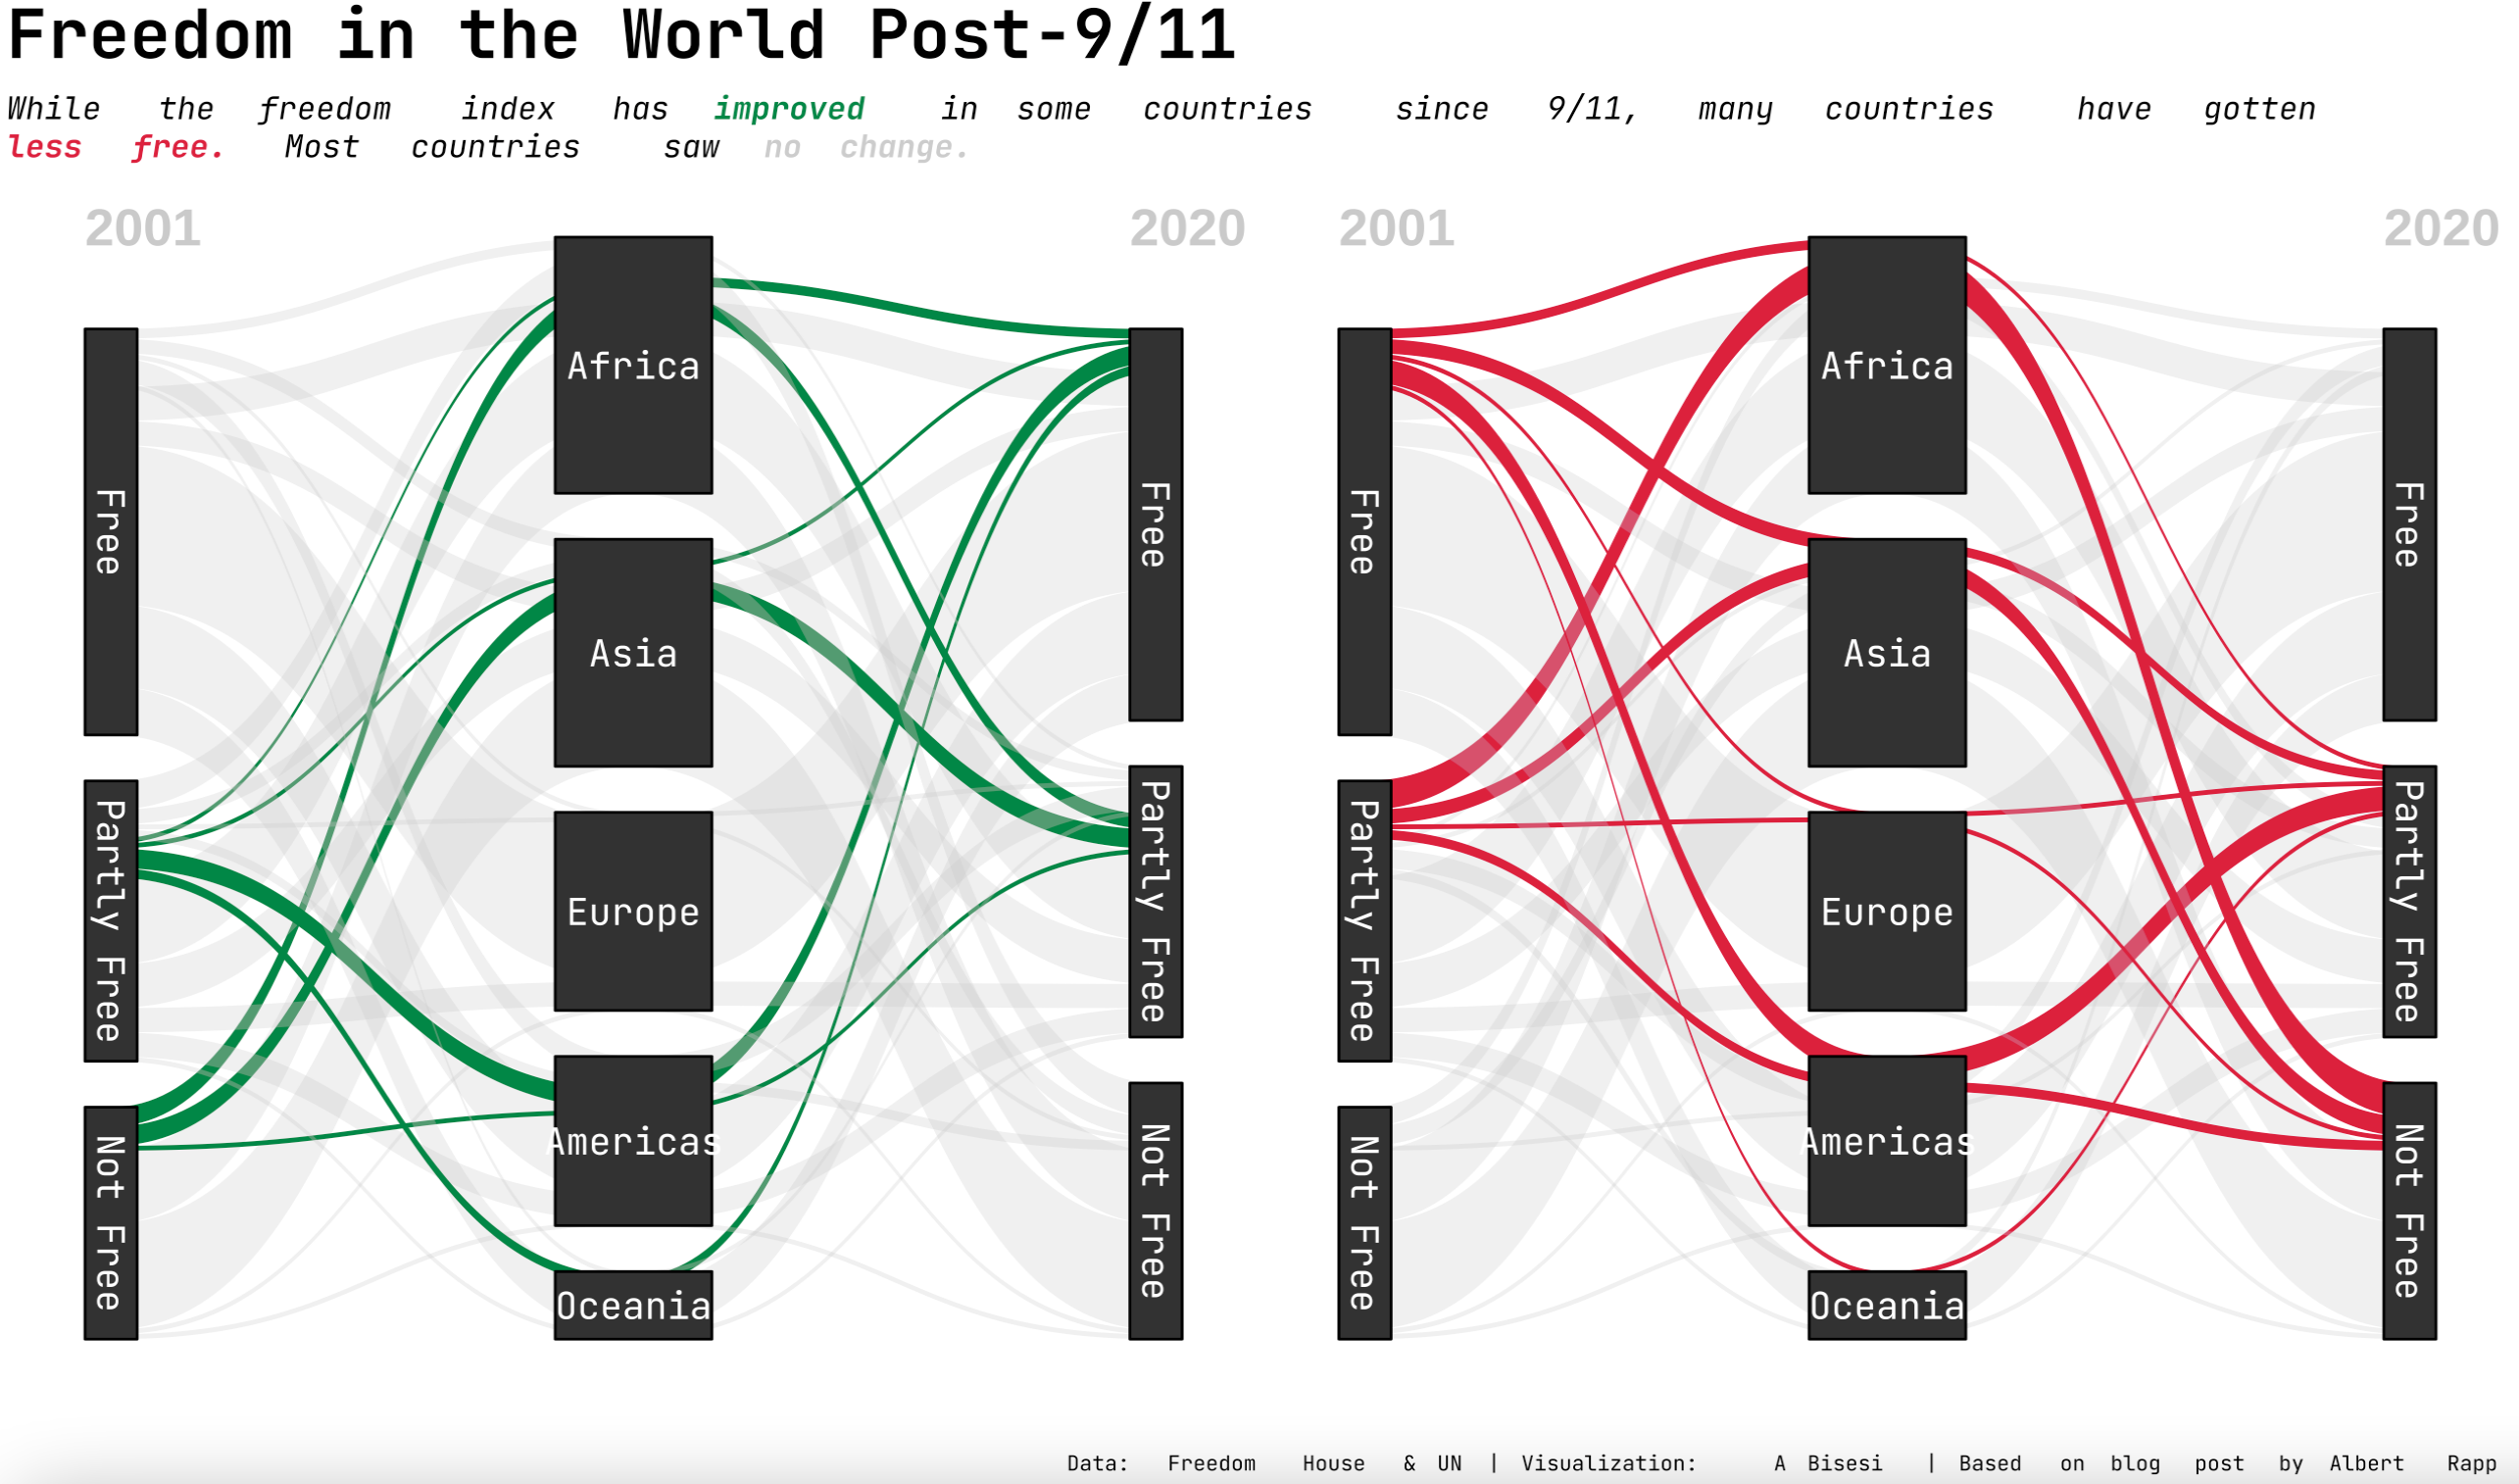 Freedom in the World Post-9/11
While the freedom index has improved in some countries since 9/11, many countries have gotten
less free. Most countries saw no change.
2001
2020
2001
2020
Free
Partly Free
Not Free
Africa
Asia
Europe
Americas
Oceania
Free
Partly Free
Not Free
Free
Partly Free
Not Free
Africa
Asia
Europe
Americas
Oceania
Free
Partly Free
Not Free
Data: Freedom House & UN | Visualization: A Bisesi | Based on blog post by Albert Rapp